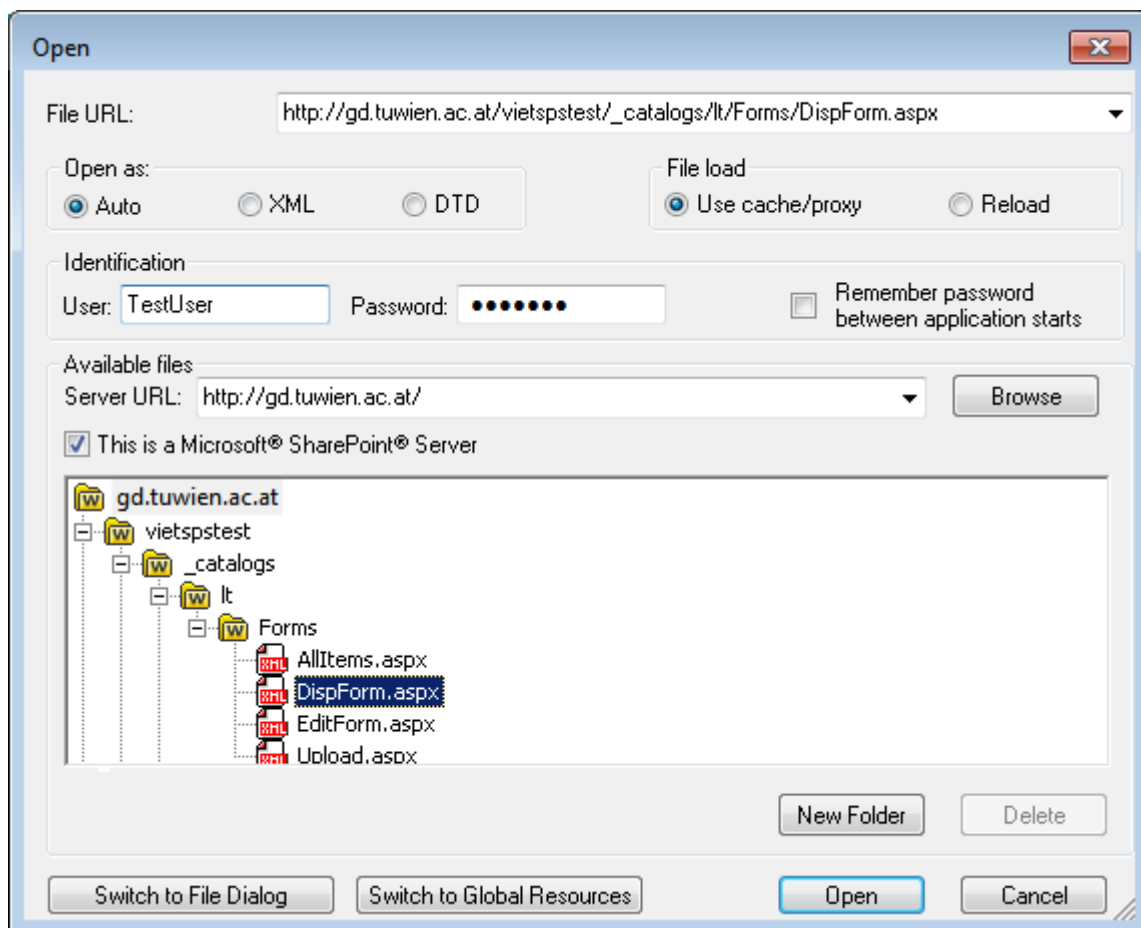 Open
File URL: http://gd.tuwien.ac.at/vietspstest/_catalogs/lt/Forms/DispForm.aspx
Open as: File load
Auto XML DTD Use cache/proxy Reload
Identification
User: TestUser Password: ●●●●●●● Remember password
between application starts
Available files
Server URL: http://gd.tuwien.ac.at/ Browse
This is a Microsoft® SharePoint® Server
gd.tuwien.ac.at
vietspstest
_catalogs
lt
Forms
AllItems.aspx
DispForm.aspx
EditForm.aspx
Upload.aspx
New Folder Delete
Switch to File Dialog Switch to Global Resources Open Cancel